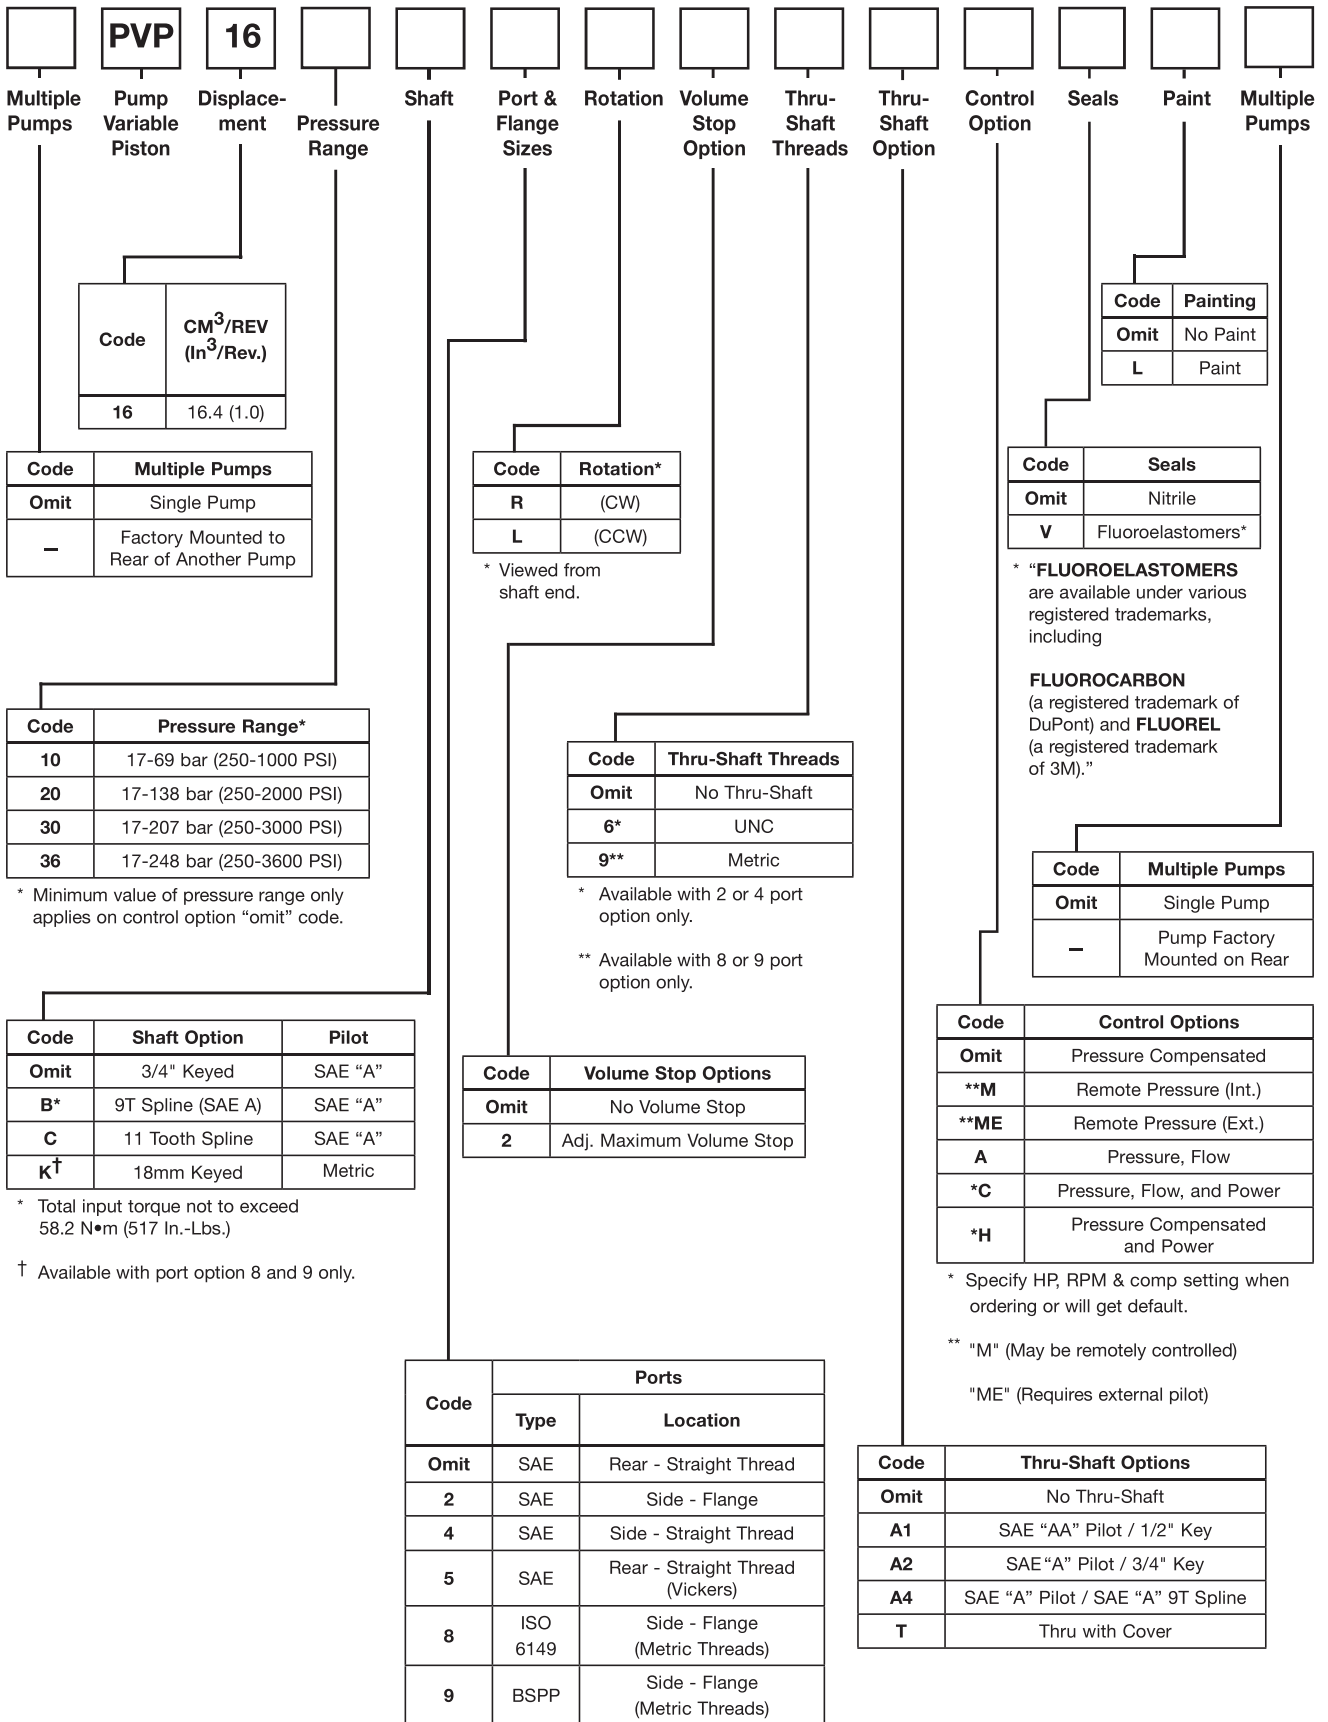 PVP 16
Multiple Pumps
Pump Variable Piston
Displace-ment
Pressure Range
Shaft
Port & Flange Sizes
Rotation
Volume Stop Option
Thru-Shaft Threads
Thru-Shaft Option
Control Option
Seals
Paint
Multiple Pumps
Code CM3/REV (In3/Rev.)
16 16.4 (1.0)
Code Painting
Omit No Paint
L Paint
Code Multiple Pumps
Omit Single Pump
– Factory Mounted to
Rear of Another Pump
Code Rotation*
R (CW)
L (CCW)
* Viewed from
shaft end.
Code Seals
Omit Nitrile
V Fluoroelastomers*
* “FLUOROELASTOMERS
are available under various
registered trademarks,
including
FLUOROCARBON
(a registered trademark of
DuPont) and FLUOREL
(a registered trademark
of 3M).”
Code Pressure Range*
10 17-69 bar (250-1000 PSI)
20 17-138 bar (250-2000 PSI)
30 17-207 bar (250-3000 PSI)
36 17-248 bar (250-3600 PSI)
* Minimum value of pressure range only
applies on control option “omit” code.
Code Thru-Shaft Threads
Omit No Thru-Shaft
6* UNC
9** Metric
* Available with 2 or 4 port
option only.
** Available with 8 or 9 port
option only.
Code Multiple Pumps
Omit Single Pump
– Pump Factory
Mounted on Rear
Code Shaft Option Pilot
Omit 3/4" Keyed SAE “A”
B* 9T Spline (SAE A) SAE “A”
C 11 Tooth Spline SAE “A”
K† 18mm Keyed Metric
* Total input torque not to exceed
58.2 N•m (517 In.-Lbs.)
† Available with port option 8 and 9 only.
Code Volume Stop Options
Omit No Volume Stop
2 Adj. Maximum Volume Stop
Code Control Options
Omit Pressure Compensated
**M Remote Pressure (Int.)
**ME Remote Pressure (Ext.)
A Pressure, Flow
*C Pressure, Flow, and Power
*H Pressure Compensated
and Power
* Specify HP, RPM & comp setting when
ordering or will get default.
** "M" (May be remotely controlled)
"ME" (Requires external pilot)
Code Ports
Type Location
Omit SAE Rear - Straight Thread
2 SAE Side - Flange
4 SAE Side - Straight Thread
5 SAE Rear - Straight Thread
(Vickers)
8 ISO 6149 Side - Flange
(Metric Threads)
9 BSPP Side - Flange
(Metric Threads)
Code Thru-Shaft Options
Omit No Thru-Shaft
A1 SAE “AA” Pilot / 1/2" Key
A2 SAE “A” Pilot / 3/4" Key
A4 SAE “A” Pilot / SAE “A” 9T Spline
T Thru with Cover